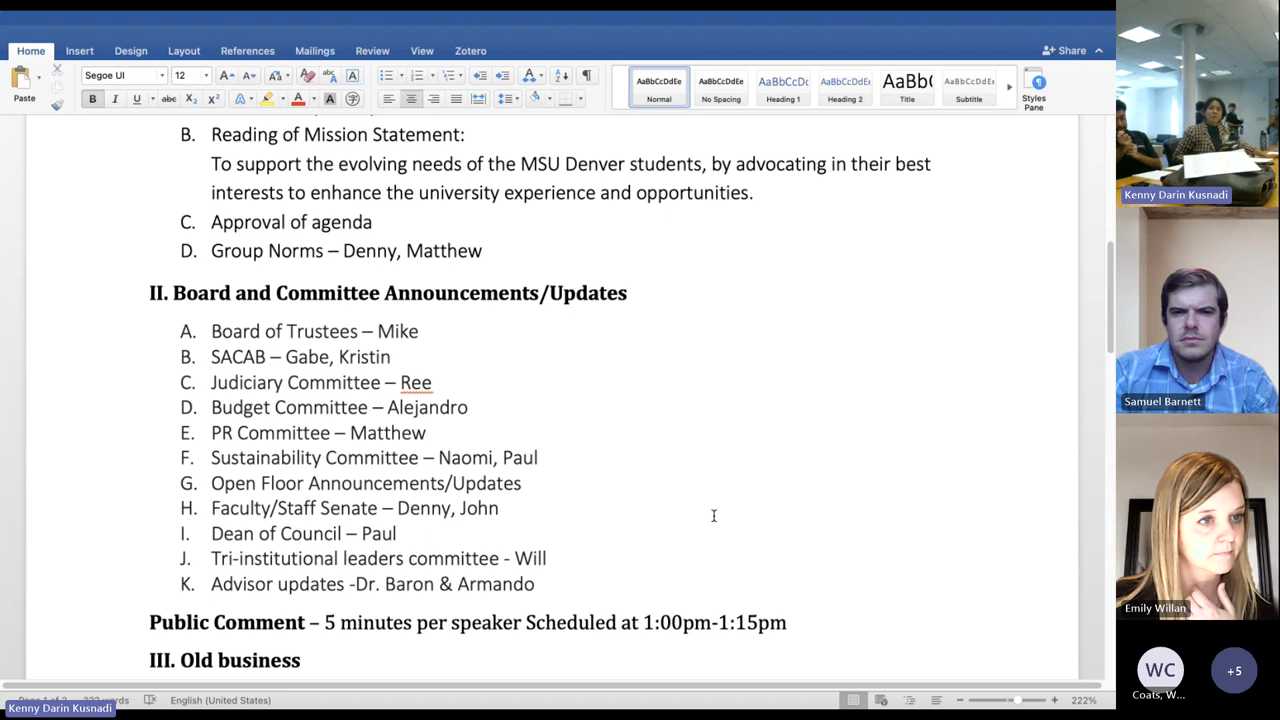 Home Insert Design Layout References Mailings Review View Zotero Share
Segoe UI 12
Paste
AaBbCcDdEe AaBbCcDdEe AaBbCcDc AaBbCcDdEe AaBb( AaBbCcDdEe
Normal No Spacing Heading 1 Heading 2 Title Subtitle Styles Pane
B. Reading of Mission Statement:
To support the evolving needs of the MSU Denver students, by advocating in their best
interests to enhance the university experience and opportunities.
C. Approval of agenda
D. Group Norms – Denny, Matthew
II. Board and Committee Announcements/Updates
A. Board of Trustees – Mike
B. SACAB – Gabe, Kristin
C. Judiciary Committee – Ree
D. Budget Committee – Alejandro
E. PR Committee – Matthew
F. Sustainability Committee – Naomi, Paul
G. Open Floor Announcements/Updates
H. Faculty/Staff Senate – Denny, John
I. Dean of Council – Paul
J. Tri-institutional leaders committee - Will
K. Advisor updates -Dr. Baron & Armando
Public Comment – 5 minutes per speaker Scheduled at 1:00pm-1:15pm
III. Old business
English (United States)
222%
Kenny Darin Kusnadi
Kenny Darin Kusnadi
Samuel Barnett
Emily Willan
WC
Coats, W...
+5